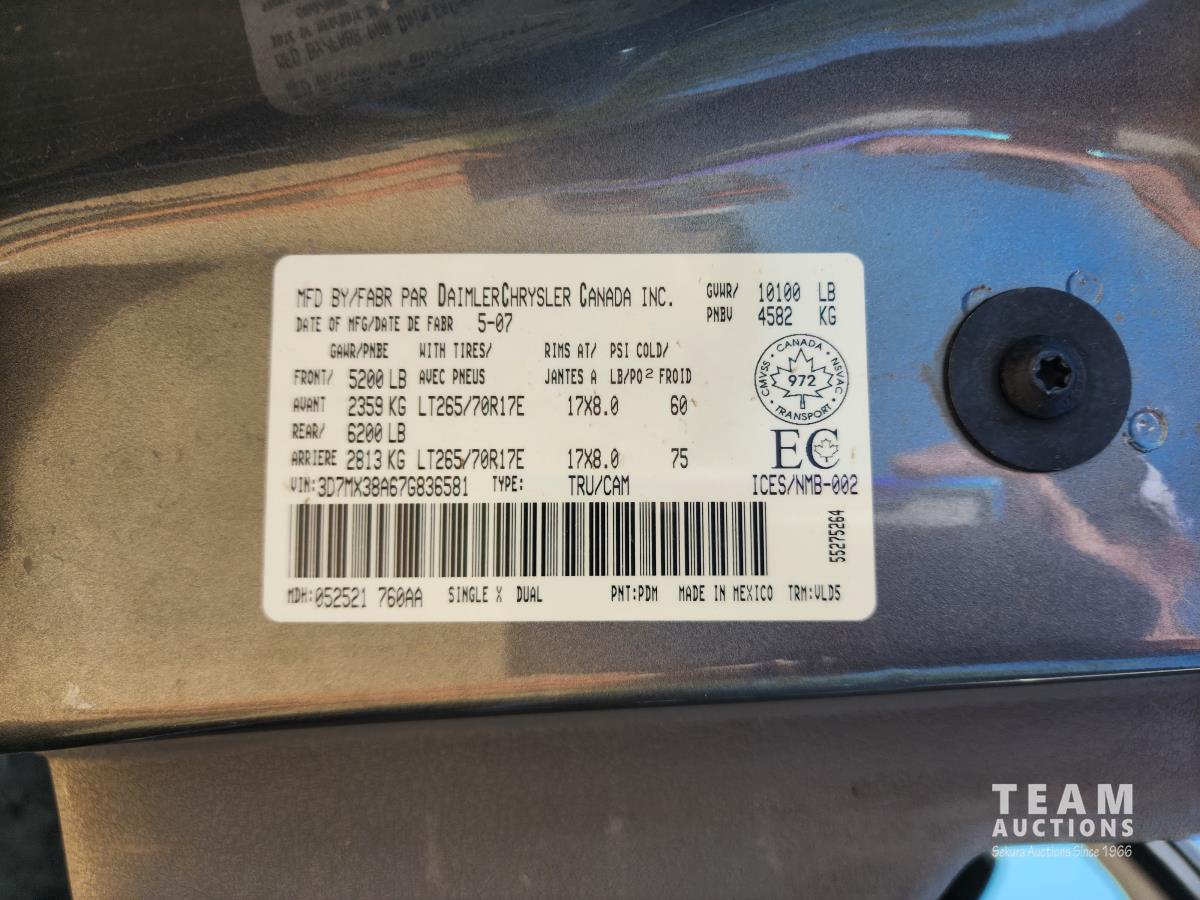 MFD BY/FABR PAR DAIMLERCHRYSLER CANADA INC.
GVWR/ 10100 LB
DATE OF MFG/DATE DE FABR 5-07
PNBV 4582 KG
GAWR/PNBE WITH TIRES/ RIMS AT/ PSI COLD/
FRONT/ 5200 LB AVEC PNEUS JANTES A LB/PO2 FROID
AVANT 2359 KG LT265/70R17E 17X8.0 60
REAR/ 6200 LB
ARRIERE 2813 KG LT265/70R17E 17X8.0 75
CANADA
CMVSS 972 NSVAC
TRANSPORT
EC
VIN: 3D7MX38A67G836581 TYPE: TRU/CAM ICES/NMB-002
55275264
MDH: 052521 760AA SINGLE X DUAL PNT:PDM MADE IN MEXICO TRM:VLD5
TEAM
AUCTIONS
Sekura Auctions Since 1966